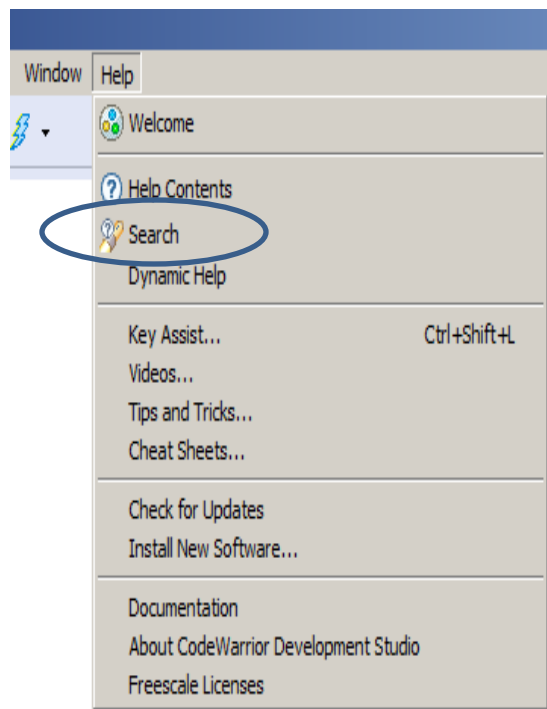 Window Help
Welcome
Help Contents
Search
Dynamic Help
Key Assist... Ctrl+Shift+L
Videos...
Tips and Tricks...
Cheat Sheets...
Check for Updates
Install New Software...
Documentation
About CodeWarrior Development Studio
Freescale Licenses